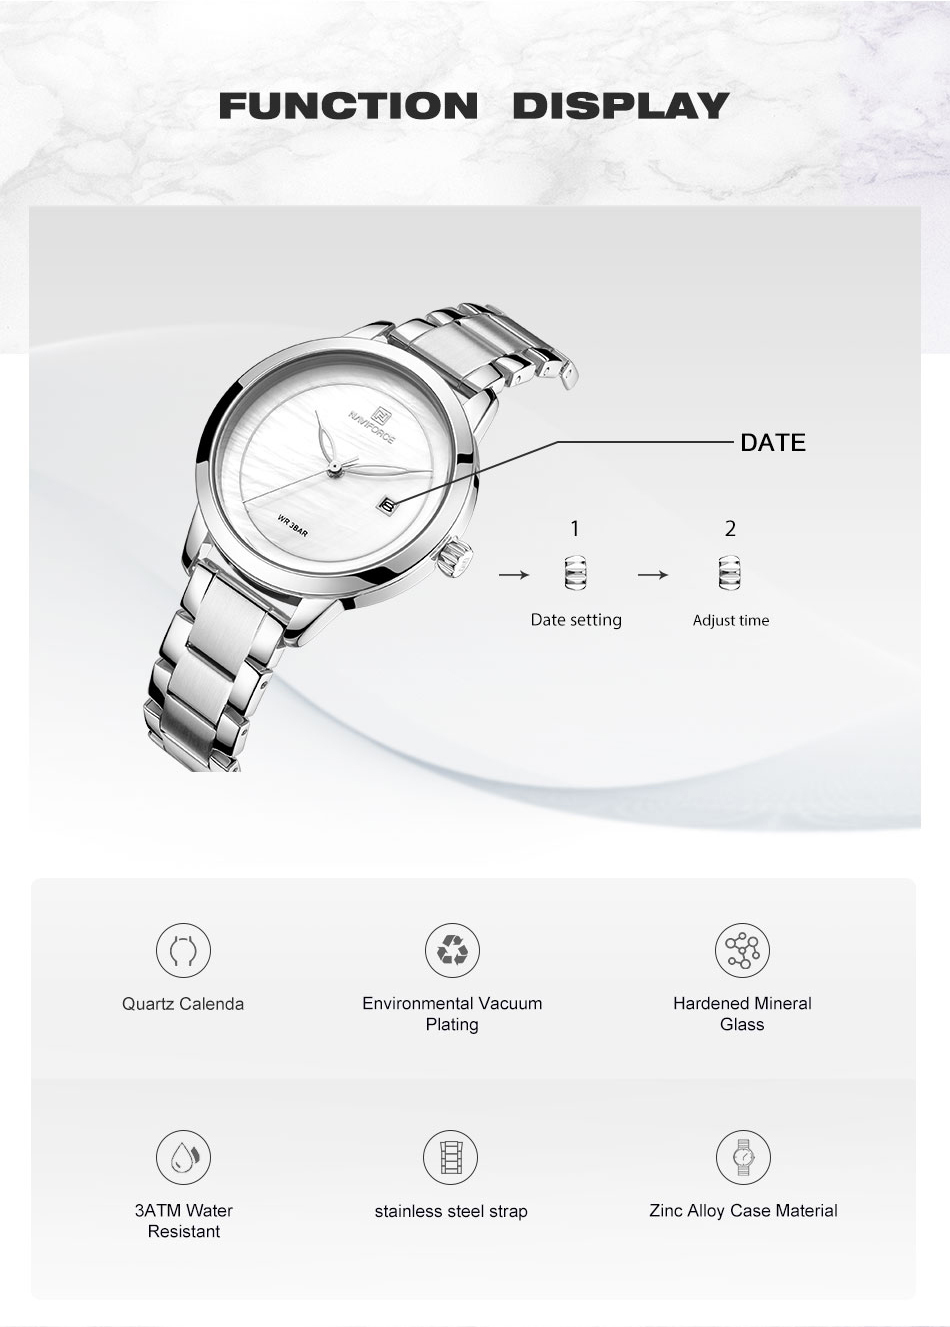 FUNCTION DISPLAY
NAVIFORCE
WR 3BAR
8
DATE
1
2
Date setting
Adjust time
Quartz Calenda
Environmental Vacuum
Plating
Hardened Mineral
Glass
3ATM Water
Resistant
stainless steel strap
Zinc Alloy Case Material